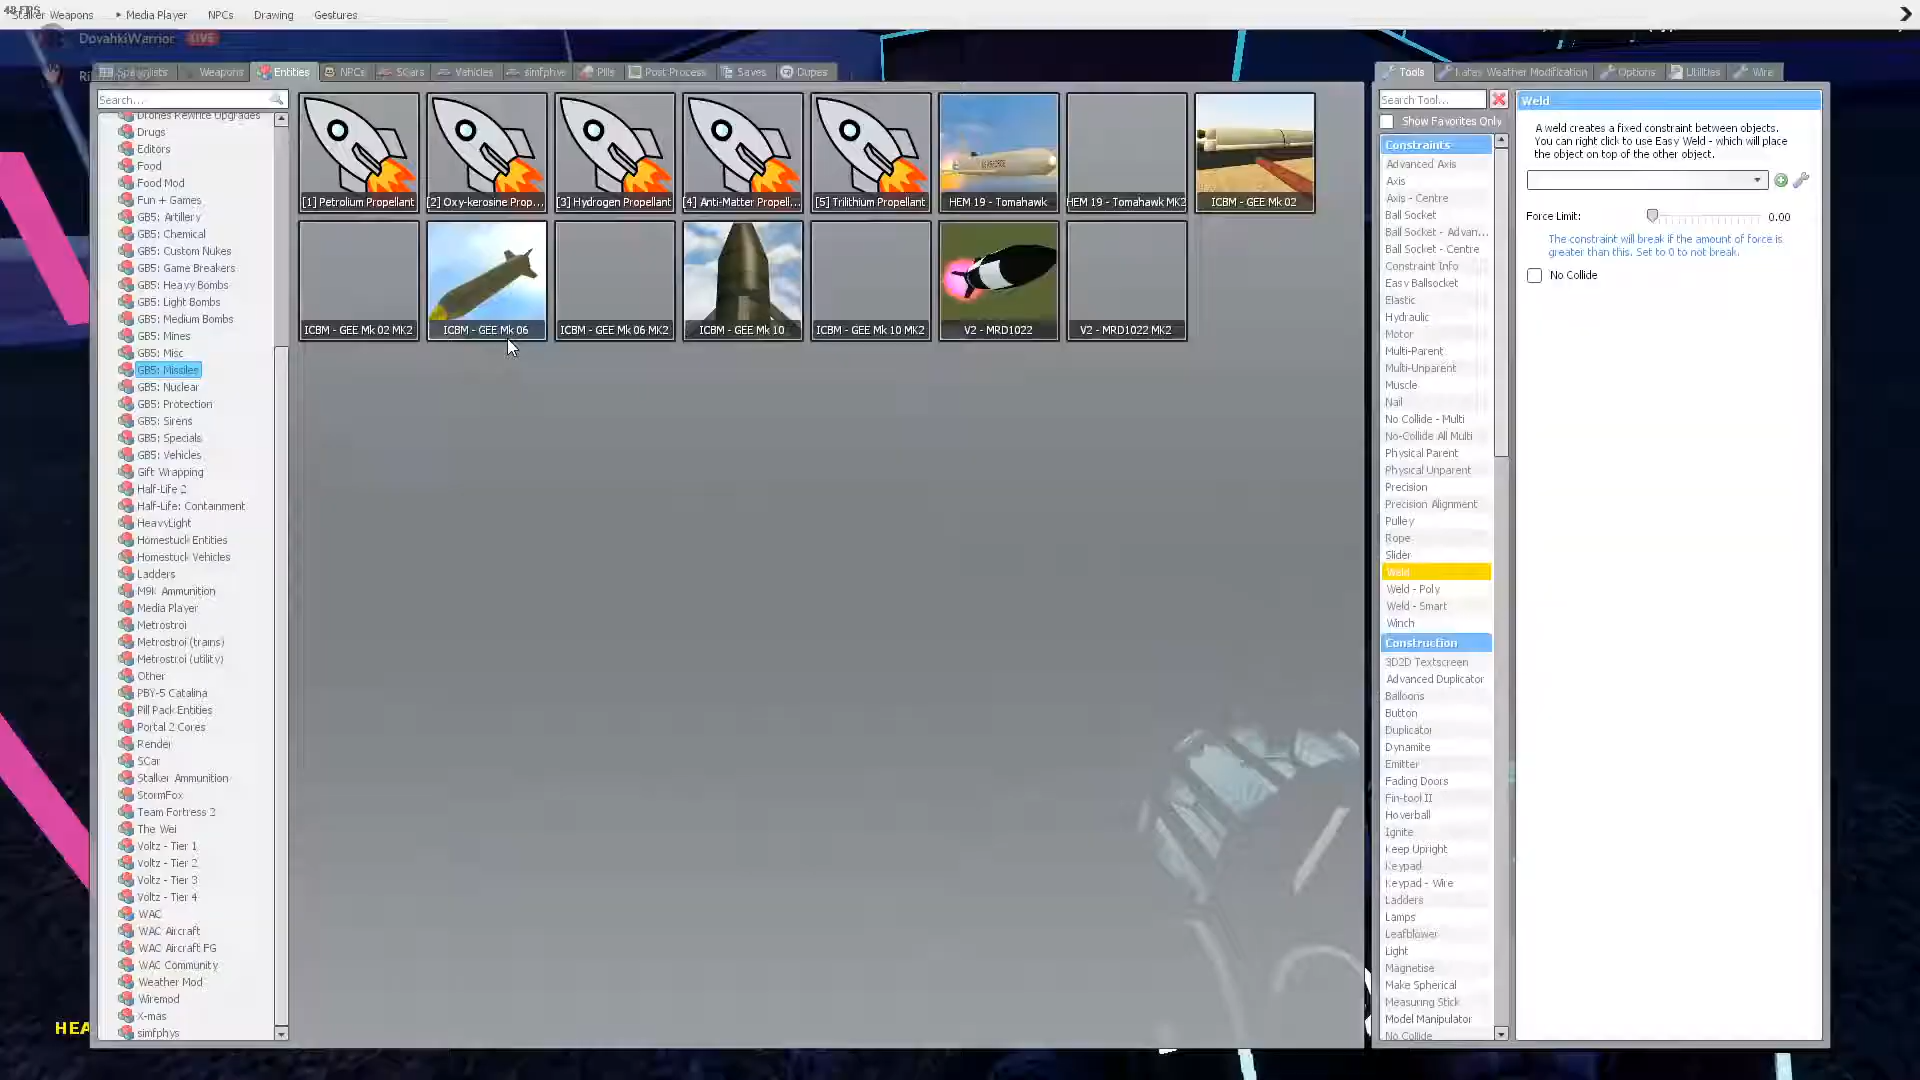 48 FPS
Stalker Weapons Media Player NPCs Drawing Gestures
DovahkiWarrior LIVE
Spawnlists Weapons Entities NPCs SCars Vehicles simfphys Pills Post Process Saves Dupes
Tools Kates Weather Modification Options Utilities Wire
Search...
Drones Rewrite Upgrades
Drugs
Editors
Food
Food Mod
Fun + Games
GB5: Artillery
GB5: Chemical
GB5: Custom Nukes
GB5: Game Breakers
GB5: Heavy Bombs
GB5: Light Bombs
GB5: Medium Bombs
GB5: Mines
GB5: Misc
GB5: Missiles
GB5: Nuclear
GB5: Protection
GB5: Sirens
GB5: Specials
GB5: Vehicles
Gift Wrapping
Half-Life 2
Half-Life: Containment
HeavyLight
Homestuck Entities
Homestuck Vehicles
Ladders
M9K Ammunition
Media Player
Metrostroi
Metrostroi (trains)
Metrostroi (utility)
Other
PBY-5 Catalina
Pill Pack Entities
Portal 2 Cores
Render
SCar
Stalker Ammunition
StormFox
Team Fortress 2
The Wei
Voltz - Tier 1
Voltz - Tier 2
Voltz - Tier 3
Voltz - Tier 4
WAC
WAC Aircraft
WAC Aircraft FG
WAC Community
Weather Mod
Wiremod
X-mas
simfphys
HEA
[1] Petrolium Propellant
[2] Oxy-kerosine Prop...
[3] Hydrogen Propellant
[4] Anti-Matter Propell...
[5] Trilithium Propellant
HEM 19 - Tomahawk
HEM 19 - Tomahawk MK2
ICBM - GEE Mk 02
ICBM - GEE Mk 02 MK2
ICBM - GEE Mk 06
ICBM - GEE Mk 06 MK2
ICBM - GEE Mk 10
ICBM - GEE Mk 10 MK2
V2 - MRD1022
V2 - MRD1022 MK2
Search Tool...
Show Favorites Only
Constraints
Advanced Axis
Axis
Axis - Centre
Ball Socket
Ball Socket - Advan...
Ball Socket - Centre
Constraint Info
Easy Ballsocket
Elastic
Hydraulic
Motor
Multi-Parent
Multi-Unparent
Muscle
Nail
No Collide - Multi
No-Collide All Multi
Physical Parent
Physical Unparent
Precision
Precision Alignment
Pulley
Rope
Slider
Weld
Weld - Poly
Weld - Smart
Winch
Construction
3D2D Textscreen
Advanced Duplicator
Balloons
Button
Duplicator
Dynamite
Emitter
Fading Doors
Fin-tool II
Hoverball
Ignite
Keep Upright
Keypad
Keypad - Wire
Ladders
Lamps
Leafblower
Light
Magnetise
Make Spherical
Measuring Stick
Model Manipulator
No Collide
Weld
A weld creates a fixed constraint between objects.
You can right click to use Easy Weld - which will place
the object on top of the other object.
Force Limit: 0.00
The constraint will break if the amount of force is
greater than this. Set to 0 to not break.
No Collide